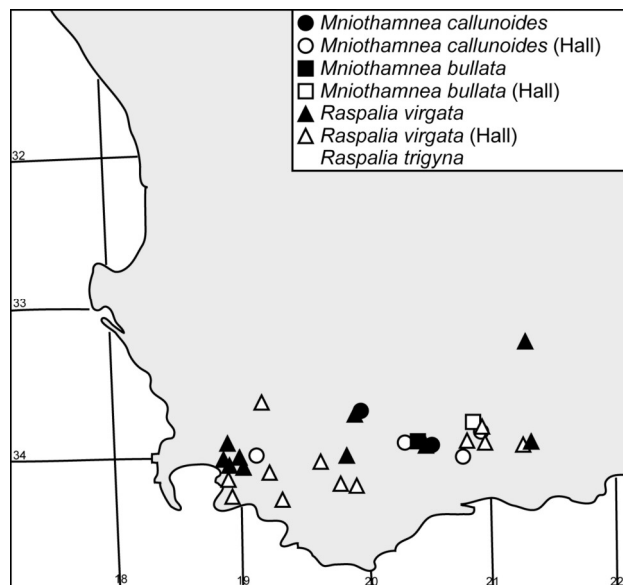 Mniothamnea callunoides
Mniothamnea callunoides (Hall)
Mniothamnea bullata
Mniothamnea bullata (Hall)
Raspalia virgata
Raspalia virgata (Hall)
Raspalia trigyna
32
33
34
18
19
20
21
22